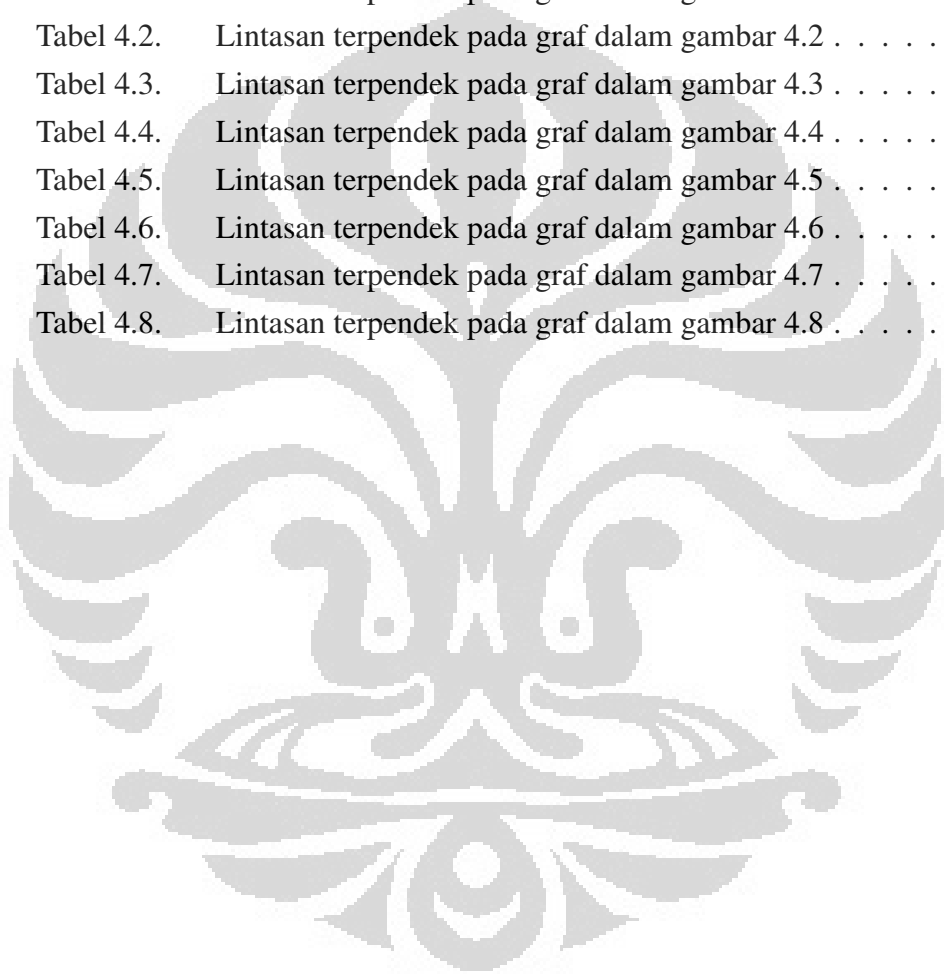 Tabel 4.2. Lintasan terpendek pada graf dalam gambar 4.2 . . . . .
Tabel 4.3. Lintasan terpendek pada graf dalam gambar 4.3 . . . . .
Tabel 4.4. Lintasan terpendek pada graf dalam gambar 4.4 . . . . .
Tabel 4.5. Lintasan terpendek pada graf dalam gambar 4.5 . . . . .
Tabel 4.6. Lintasan terpendek pada graf dalam gambar 4.6 . . . . .
Tabel 4.7. Lintasan terpendek pada graf dalam gambar 4.7 . . . . .
Tabel 4.8. Lintasan terpendek pada graf dalam gambar 4.8 . . . . .